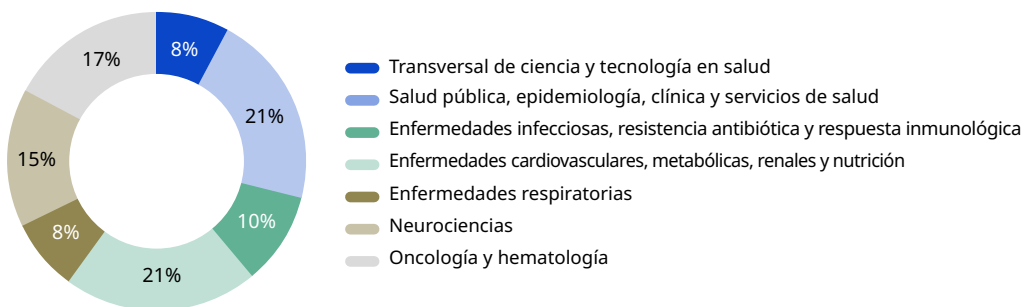 8%
21%
10%
21%
8%
15%
17%
Transversal de ciencia y tecnología en salud
Salud pública, epidemiología, clínica y servicios de salud
Enfermedades infecciosas, resistencia antibiótica y respuesta inmunológica
Enfermedades cardiovasculares, metabólicas, renales y nutrición
Enfermedades respiratorias
Neurociencias
Oncología y hematología